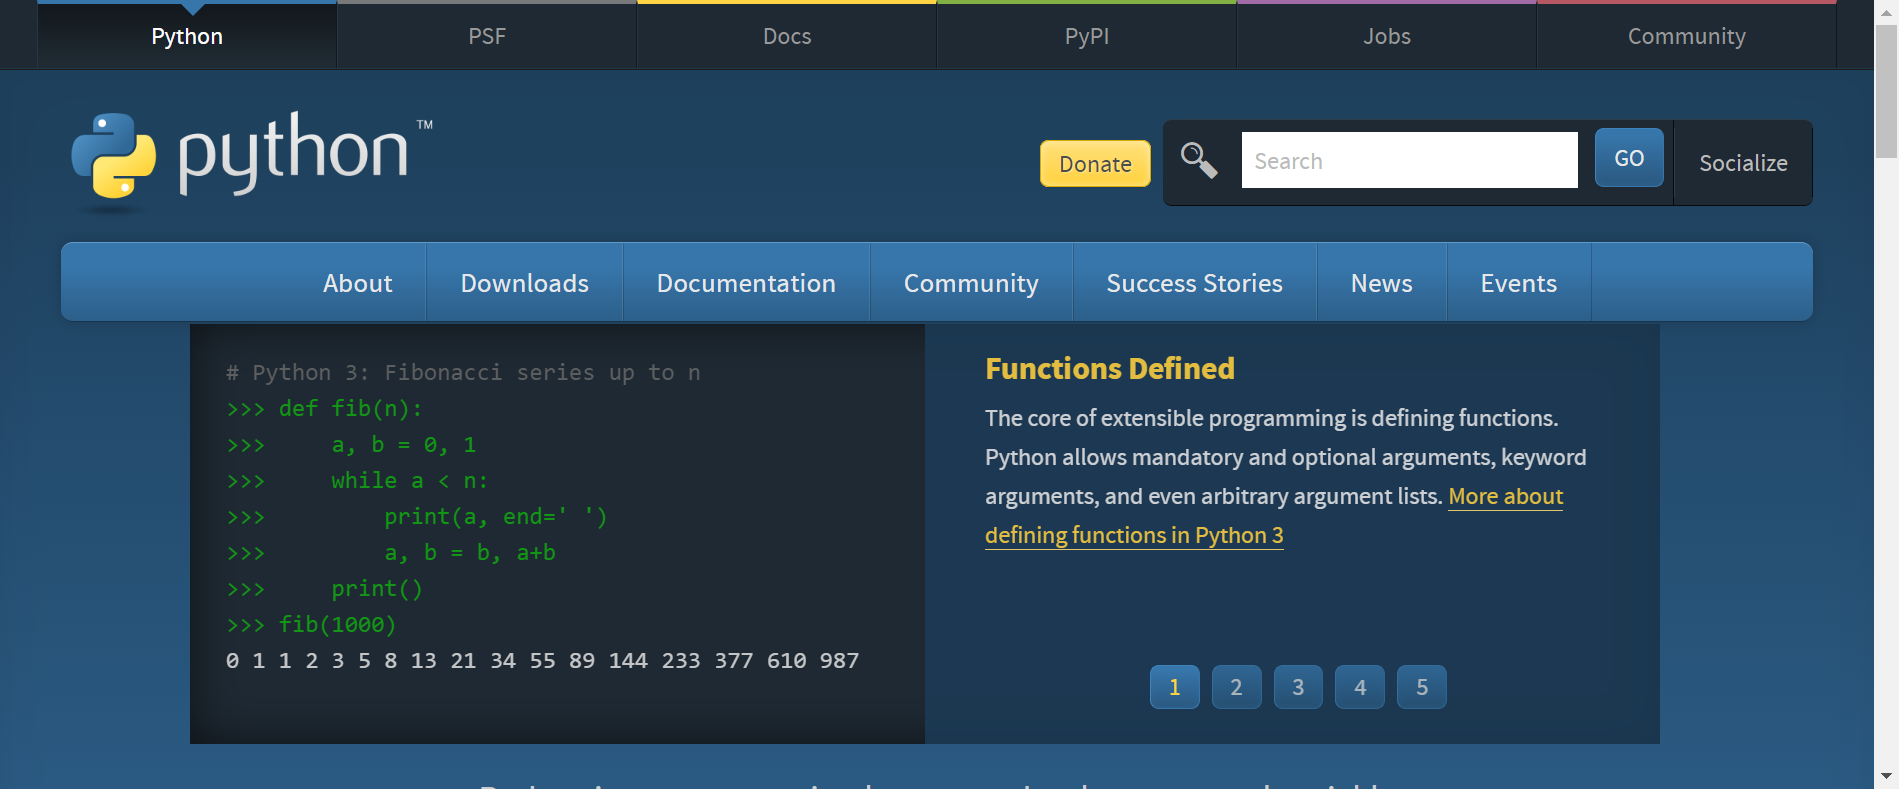 Python PSF Docs PyPI Jobs Community
python TM
Donate Search GO Socialize
About Downloads Documentation Community Success Stories News Events
# Python 3: Fibonacci series up to n
>>> def fib(n):
>>>     a, b = 0, 1
>>>     while a < n:
>>>         print(a, end=' ')
>>>         a, b = b, a+b
>>>     print()
>>> fib(1000)
0 1 1 2 3 5 8 13 21 34 55 89 144 233 377 610 987
Functions Defined
The core of extensible programming is defining functions.
Python allows mandatory and optional arguments, keyword
arguments, and even arbitrary argument lists. More about
defining functions in Python 3
1 2 3 4 5